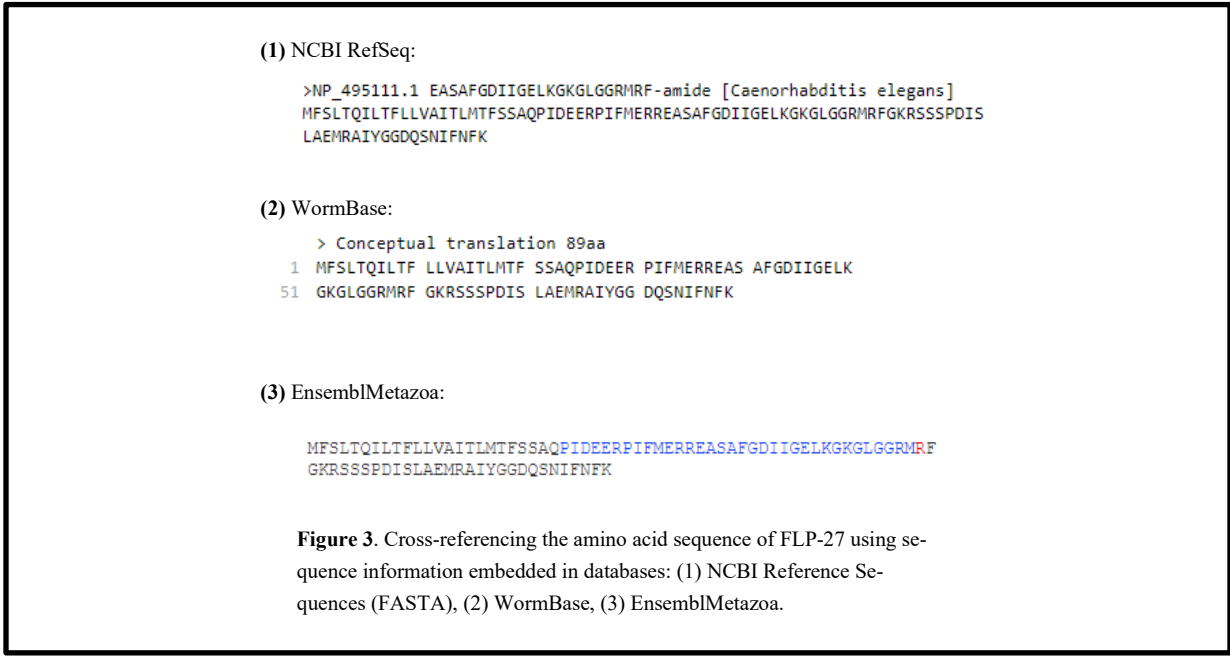 (1) NCBI RefSeq:
>NP_495111.1 EASAFGDIIGELKGKGLGGRMRF-amide [Caenorhabditis elegans]
MFSLTQILTFLLVAITLMTFSSAQPIDEERPIFMERREASAFGDIIGELKGKGLGGRMRFGKRSSSPDIS
LAEMRAIYGGDQSNIFNFK
(2) WormBase:
> Conceptual translation 89aa
1 MFSLTQILTF LLVAITLMTF SSAQPIDEER PIFMERREAS AFGDIIGELK
51 GKGLGGRMRF GKRSSSPDIS LAEMRAIYGG DQSNIFNFK
(3) EnsemblMetazoa:
MFSLTQILTFLLVAITLMTFSSAQPIDEERPIFMERREASAFGDIIGELKGKGLGGRMRF
GKRSSSPDISLAEMRAIYGGDQSNIFNFK
Figure 3. Cross-referencing the amino acid sequence of FLP-27 using se-
quence information embedded in databases: (1) NCBI Reference Se-
quences (FASTA), (2) WormBase, (3) EnsemblMetazoa.